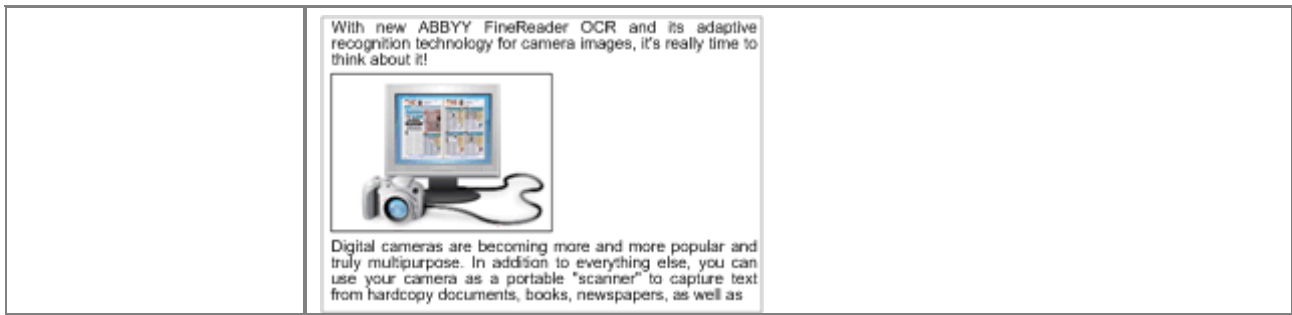 With new ABBYY FineReader OCR and its adaptive
recognition technology for camera images, it's really time to
think about it!
Digital cameras are becoming more and more popular and
truly multipurpose. In addition to everything else, you can
use your camera as a portable "scanner" to capture text
from hardcopy documents, books, newspapers, as well as